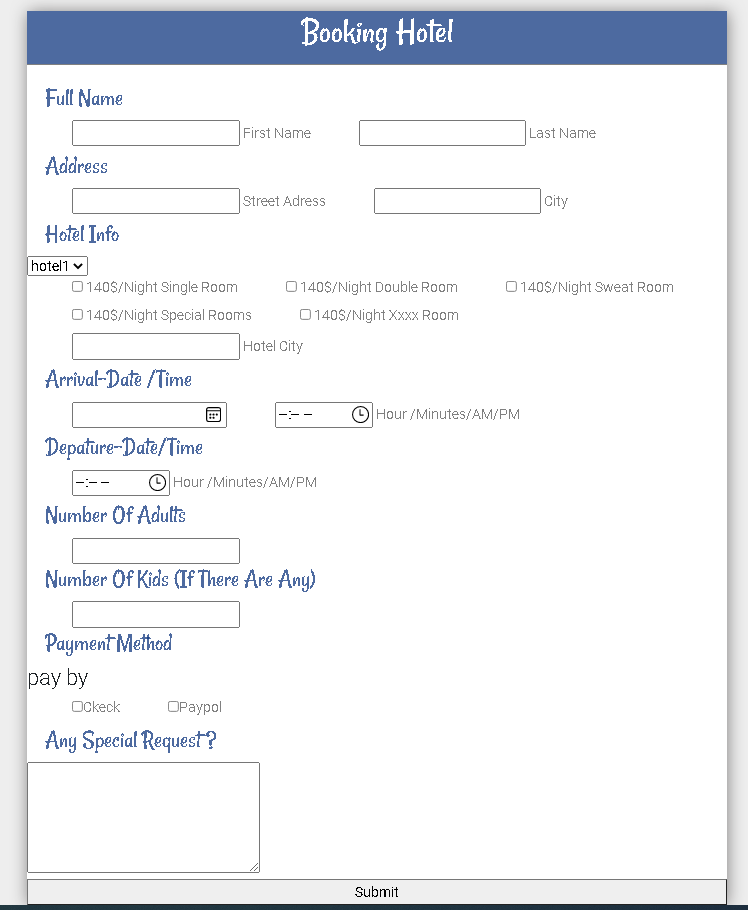 Booking Hotel
Full Name
First Name Last Name
Address
Street Adress City
Hotel Info
hotel1
140$/Night Single Room 140$/Night Double Room 140$/Night Sweat Room
140$/Night Special Rooms 140$/Night Xxxx Room
Hotel City
Arrival-Date /Time
--:-- -- Hour /Minutes/AM/PM
Depature-Date/Time
--:-- -- Hour /Minutes/AM/PM
Number Of Adults
Number Of Kids (If There Are Any)
Payment Method
pay by
Ckeck Paypol
Any Special Request?
Submit